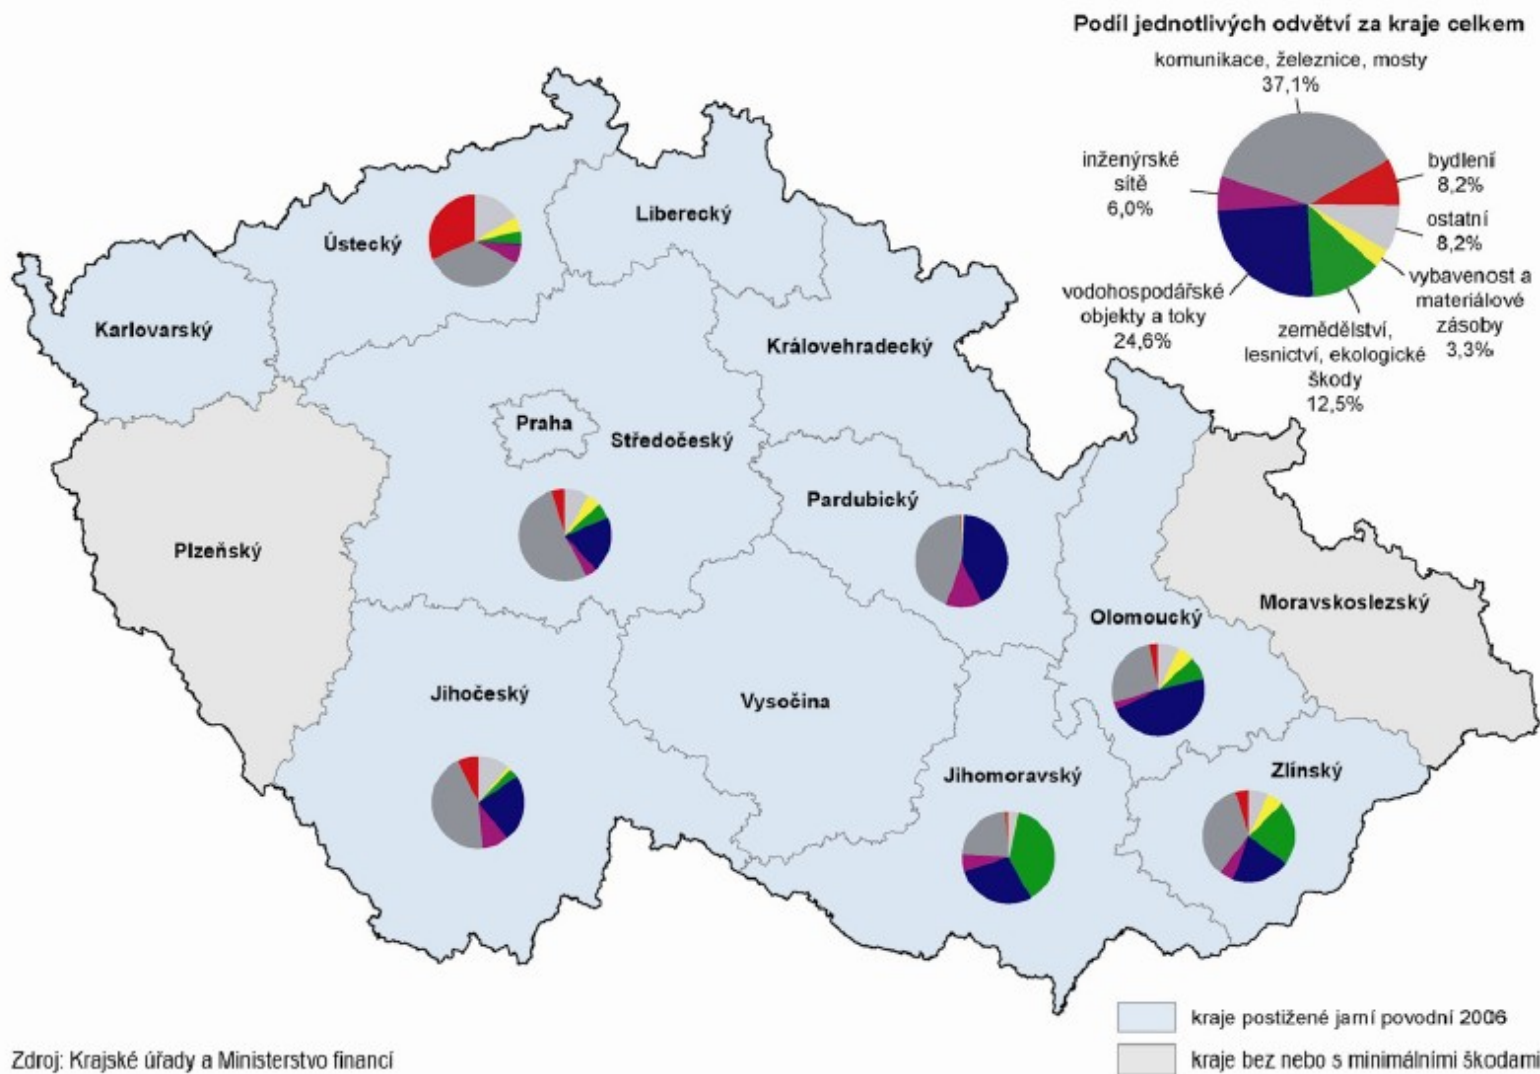 Podíl jednotlivých odvětví za kraje celkem
komunikace, železnice, mosty
37,1%
inženýrské
sítě
6,0%
bydlení
8,2%
ostatní
8,2%
vybavenost a
materiálové
zásoby
3,3%
vodohospodářské
objekty a toky
24,6%
zemědělství,
lesnictví, ekologické
škody
12,5%
Ústecký
Liberecký
Karlovarský
Královehradecký
Praha
Středočeský
Pardubický
Plzeňský
Moravskoslezský
Olomoucký
Jihočeský
Vysočina
Jihomoravský
Zlínský
kraje postižené jarní povodní 2006
kraje bez nebo s minimálními škodami
Zdroj: Krajské úřady a Ministerstvo financí